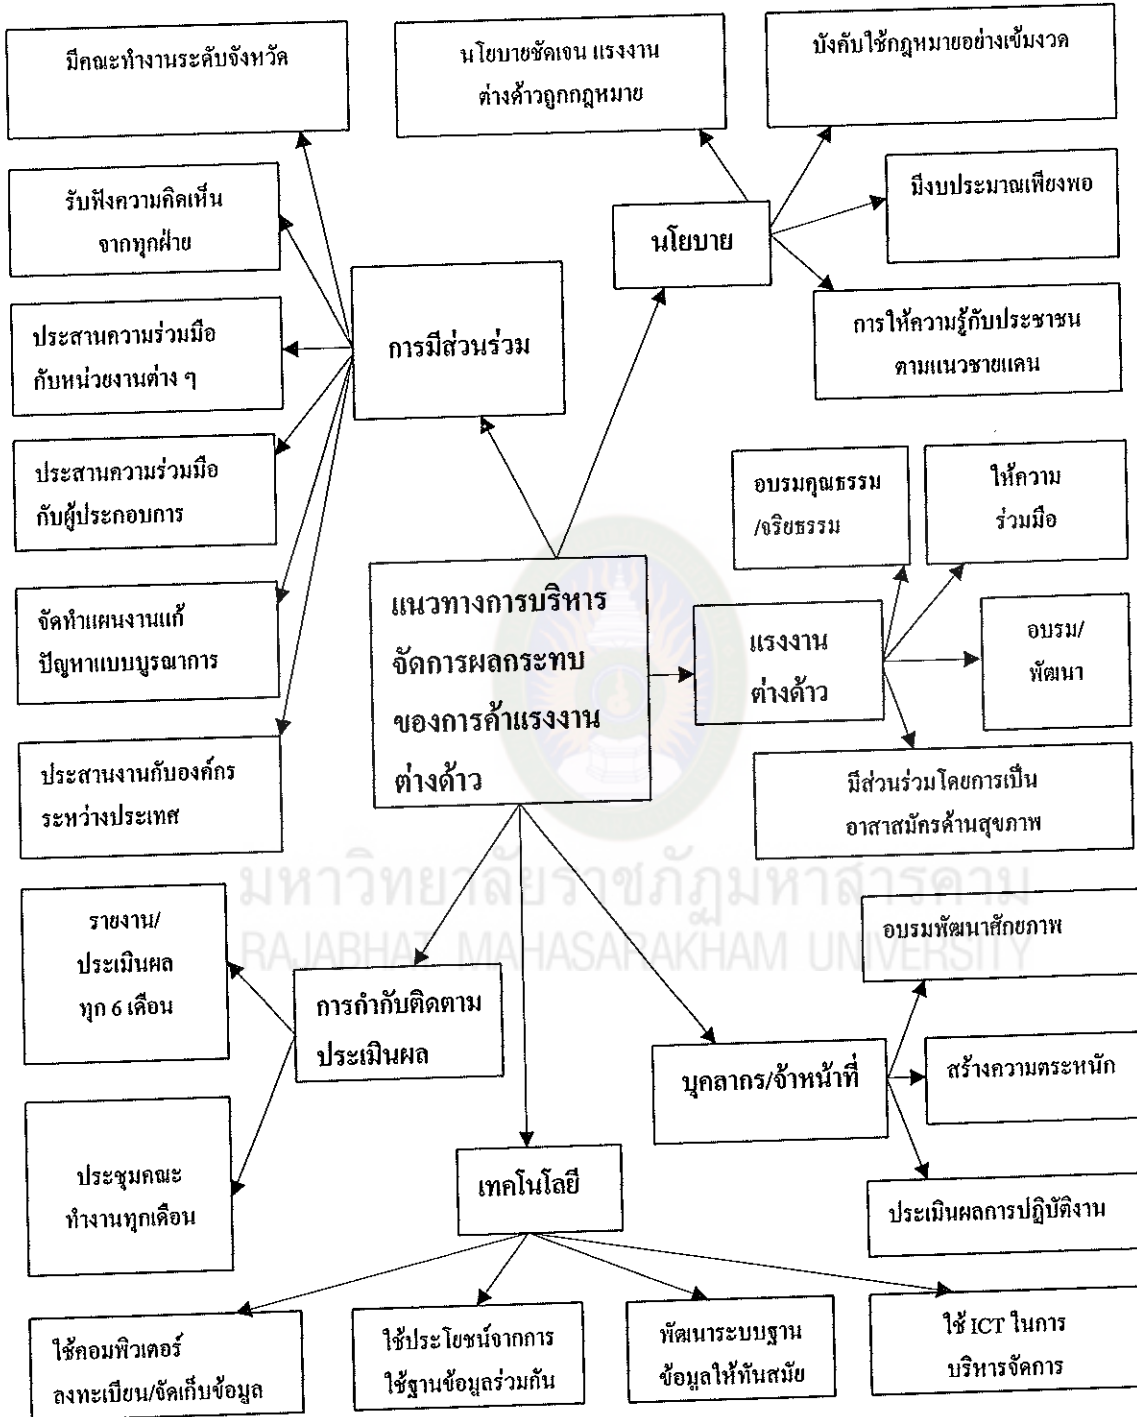 มีคณะทำงานระดับจังหวัด
นโยบายชัดเจน แรงงาน
ต่างด้าวถูกกฎหมาย
บังคับใช้กฎหมายอย่างเข้มงวด
รับฟังความคิดเห็น
จากทุกฝ่าย
มีงบประมาณเพียงพอ
นโยบาย
การมีส่วนร่วม
ประสานความร่วมมือ
กับหน่วยงานต่าง ๆ
การให้ความรู้กับประชาชน
ตามแนวชายแดน
ประสานความร่วมมือ
กับผู้ประกอบการ
อบรมคุณธรรม
/จริยธรรม
ให้ความ
ร่วมมือ
จัดทำแผนงานแก้
ปัญหาแบบบูรณาการ
แนวทางการบริหาร
จัดการผลกระทบ
ของการค้าแรงงาน
ต่างด้าว
แรงงาน
ต่างด้าว
อบรม/
พัฒนา
ประสานงานกับองค์กร
ระหว่างประเทศ
มีส่วนร่วมโดยการเป็น
อาสาสมัครด้านสุขภาพ
มหาวิทยาลัยราชภัฏมหาสารคาม
RAJABHAT MAHASARAKHAM UNIVERSITY
รายงาน/
ประเมินผล
ทุก 6 เดือน
การกำกับติดตาม
ประเมินผล
อบรมพัฒนาศักยภาพ
บุคลากร/จ้าหน้าที่
สร้างความตระหนัก
ประชุมคณะ
ทำงานทุกเดือน
เทคโนโลยี
ประเมินผลการปฏิบัติงาน
ใช้คอมพิวเตอร์
ลงทะเบียน/จัดเก็บข้อมูล
ใช้ประโยชน์จากการ
ใช้ฐานข้อมูลร่วมกัน
พัฒนาระบบฐาน
ข้อมูลให้ทันสมัย
ใช้ ICT ในการ
บริหารจัดการ